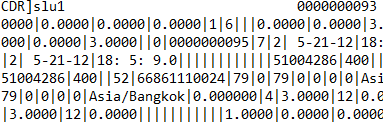 CDR]slu1 0000000093
0000|0|0.0000|0.0000|1|6|||0.0000|0.0000|3.
000|0.0000|3.0000||0|0000000095|7|2| 5-21-12|18:
|2| 5-21-12|18: 5: 9.0|||||||||||51004286|400||
51004286|400||52|66861110024|79|0|79|0|0|0|0|Asi
79|0|0|0|0|Asia/Bangkok|0.000000|4|3.0000|12|0.0
|3.0000|12|0.0000|||||||||||1.0000|0.0000|0.0000